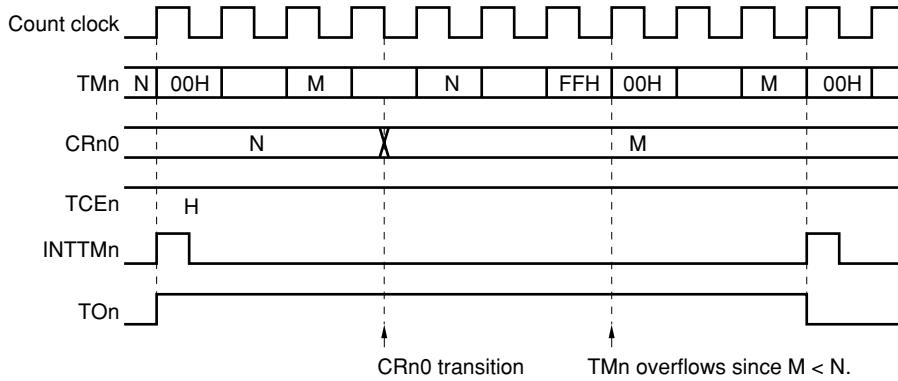 Count clock
TMn N 00H M N FFH 00H M 00H
CRn0 N M
TCEn H
INTTMn
TOn
CRn0 transition TMn overflows since M < N.